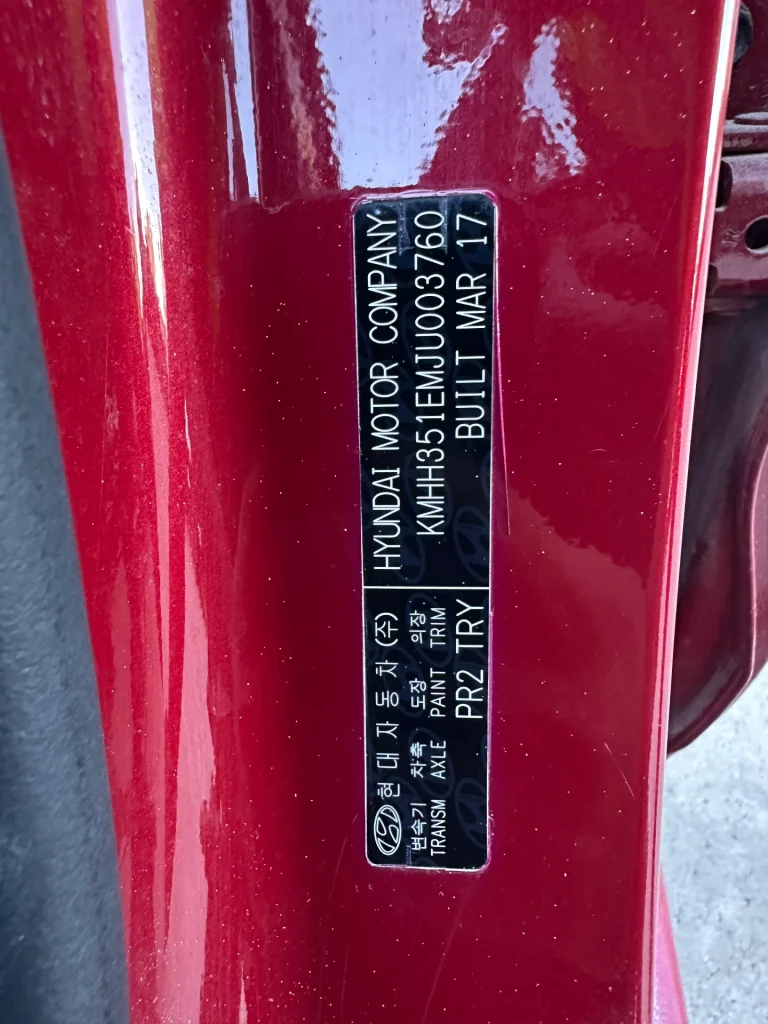 현대자동차(주) HYUNDAI MOTOR COMPANY
변속기 차축 도장 의장 KMHH351EMJU003760
TRANSM AXLE PAINT TRIM BUILT MAR 17
PR2 TRY